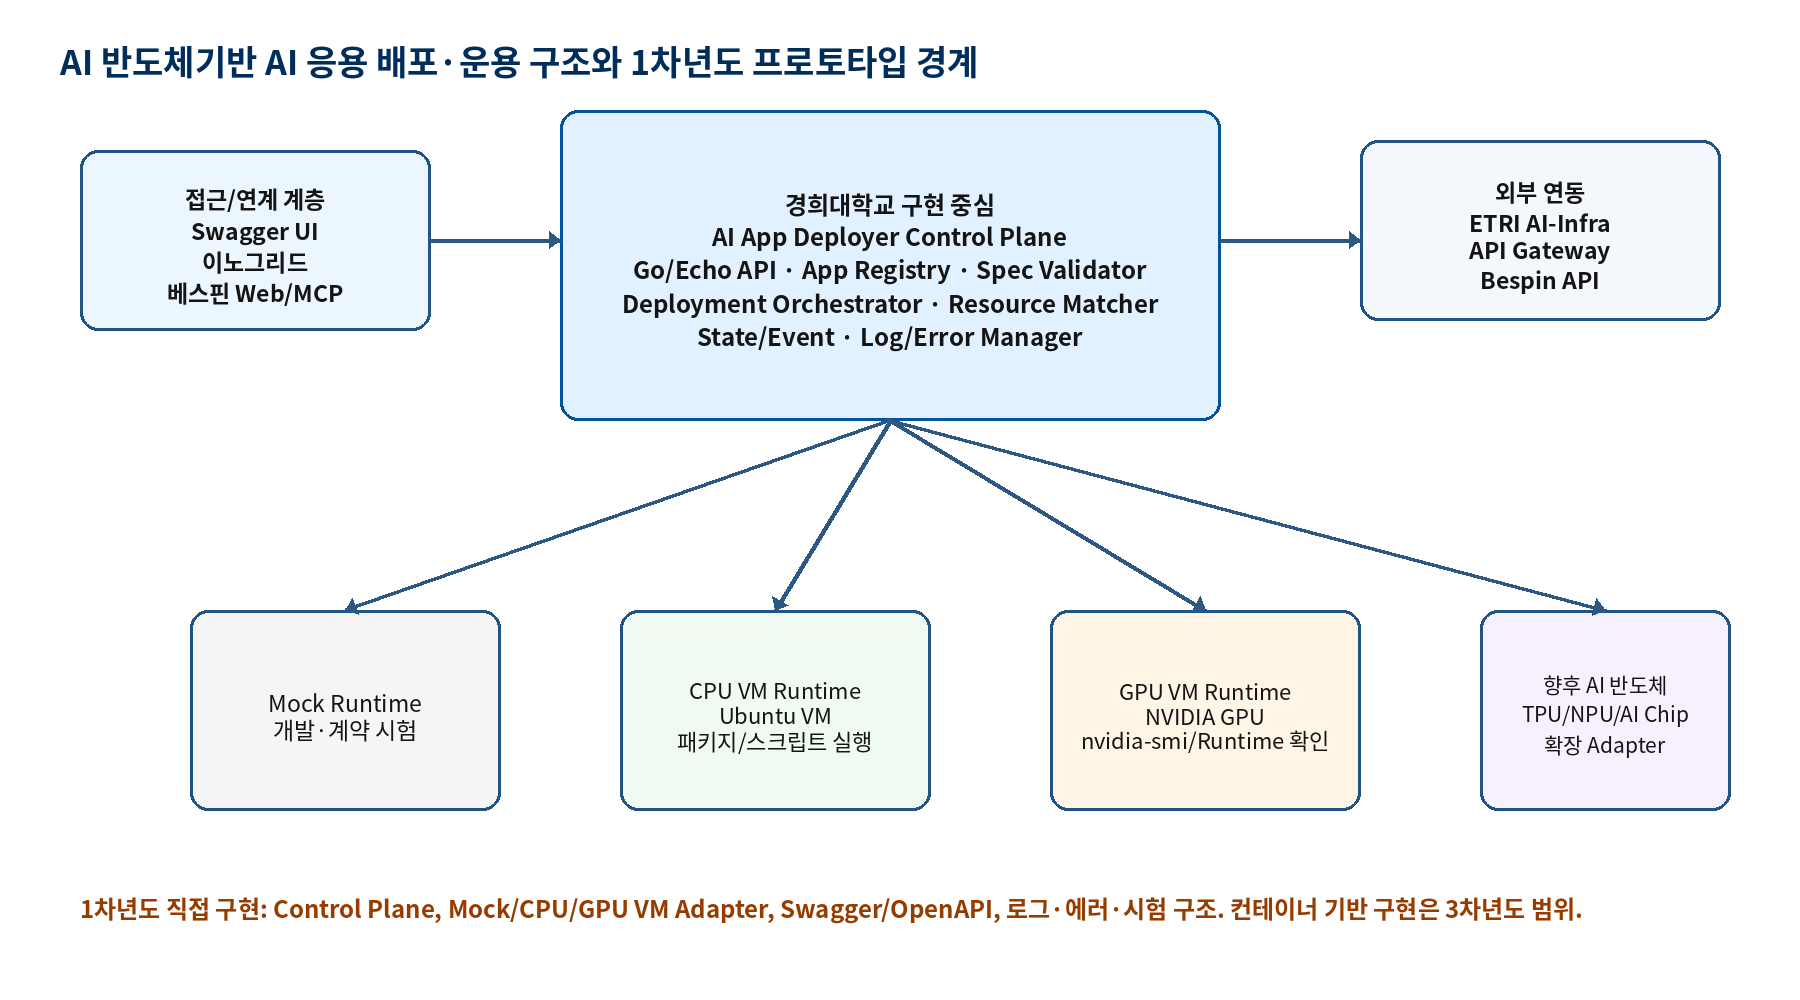 AI 반도체기반 AI 응용 배포·운용 구조와 1차년도 프로토타입 경계
접근/연계 계층
Swagger UI
이노그리드
베스핀 Web/MCP
경희대학교 구현 중심
AI App Deployer Control Plane
Go/Echo API · App Registry · Spec Validator
Deployment Orchestrator · Resource Matcher
State/Event · Log/Error Manager
외부 연동
ETRI AI-Infra
API Gateway
Bespin API
Mock Runtime
개발·계약 시험
CPU VM Runtime
Ubuntu VM
패키지/스크립트 실행
GPU VM Runtime
NVIDIA GPU
nvidia-smi/Runtime 확인
향후 AI 반도체
TPU/NPU/AI Chip
확장 Adapter
1차년도 직접 구현: Control Plane, Mock/CPU/GPU VM Adapter, Swagger/OpenAPI, 로그·에러·시험 구조. 컨테이너 기반 구현은 3차년도 범위.